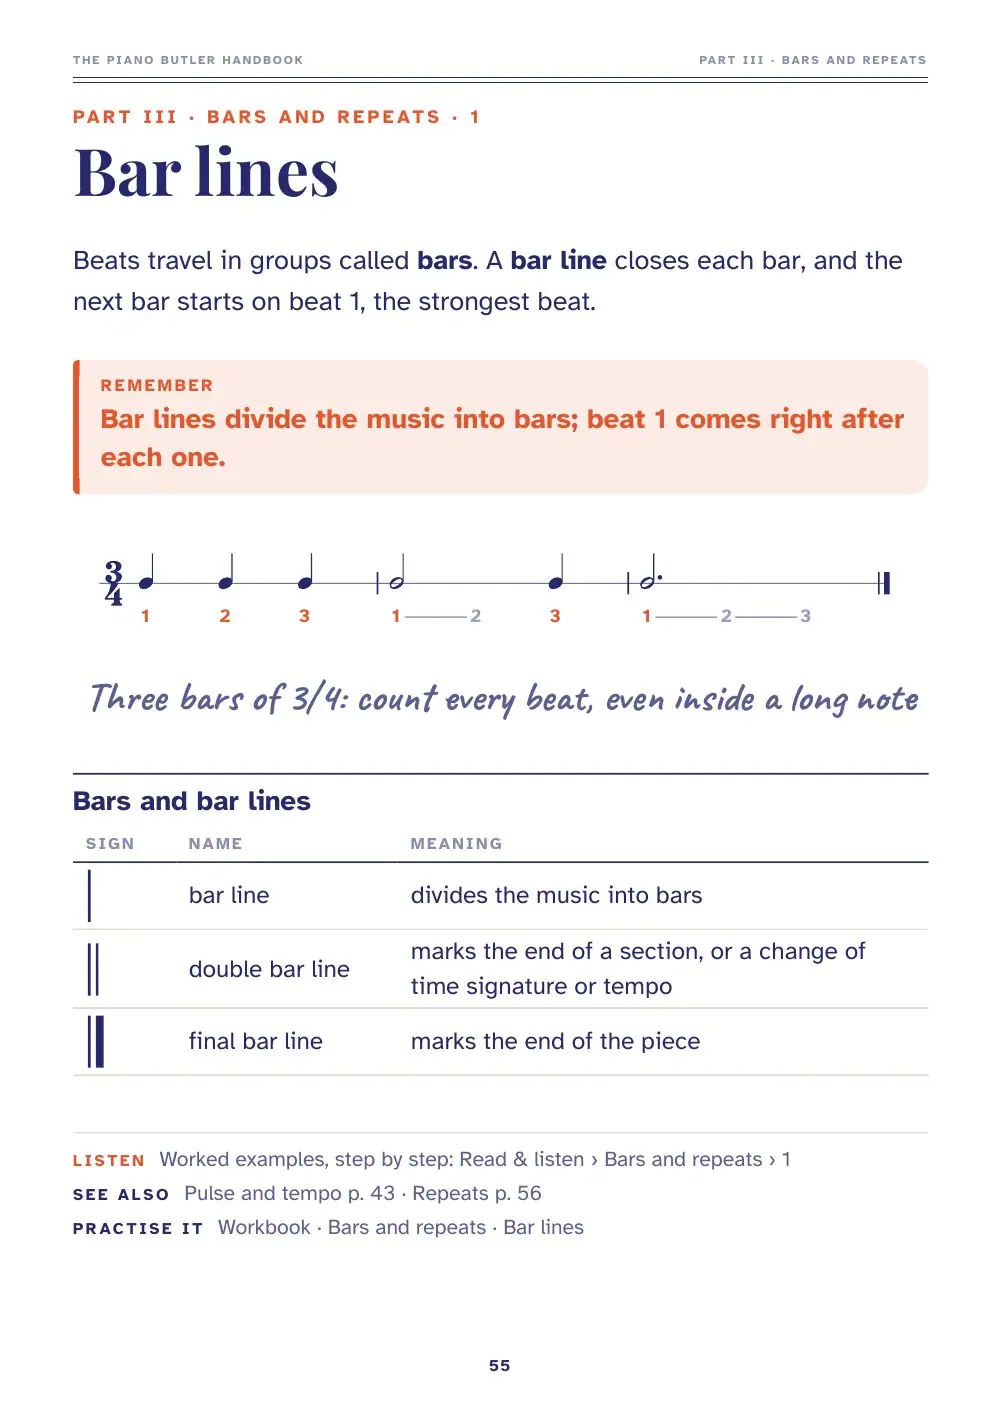 THE PIANO BUTLER HANDBOOK PART III · BARS AND REPEATS
PART III · BARS AND REPEATS · 1
Bar lines
Beats travel in groups called bars. A bar line closes each bar, and the
next bar starts on beat 1, the strongest beat.
REMEMBER
Bar lines divide the music into bars; beat 1 comes right after
each one.
3
4
1 2 3 1 2 3 1 2 3
Three bars of 3/4: count every beat, even inside a long note
Bars and bar lines
SIGN NAME MEANING
bar line divides the music into bars
double bar line marks the end of a section, or a change of
time signature or tempo
final bar line marks the end of the piece
LISTEN Worked examples, step by step: Read & listen › Bars and repeats › 1
SEE ALSO Pulse and tempo p. 43 · Repeats p. 56
PRACTISE IT Workbook · Bars and repeats · Bar lines
55